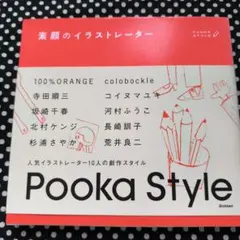 素顔のイラストレーター
POOKA STYLE
100%ORANGE colobockle
寺田順三 コイヌマユキ
坂崎千春 河村ふうこ
北村ケンジ 長崎訓子
杉浦さやか 荒井良二
人気イラストレーター10人の創作スタイル
Pooka Style
Gakken